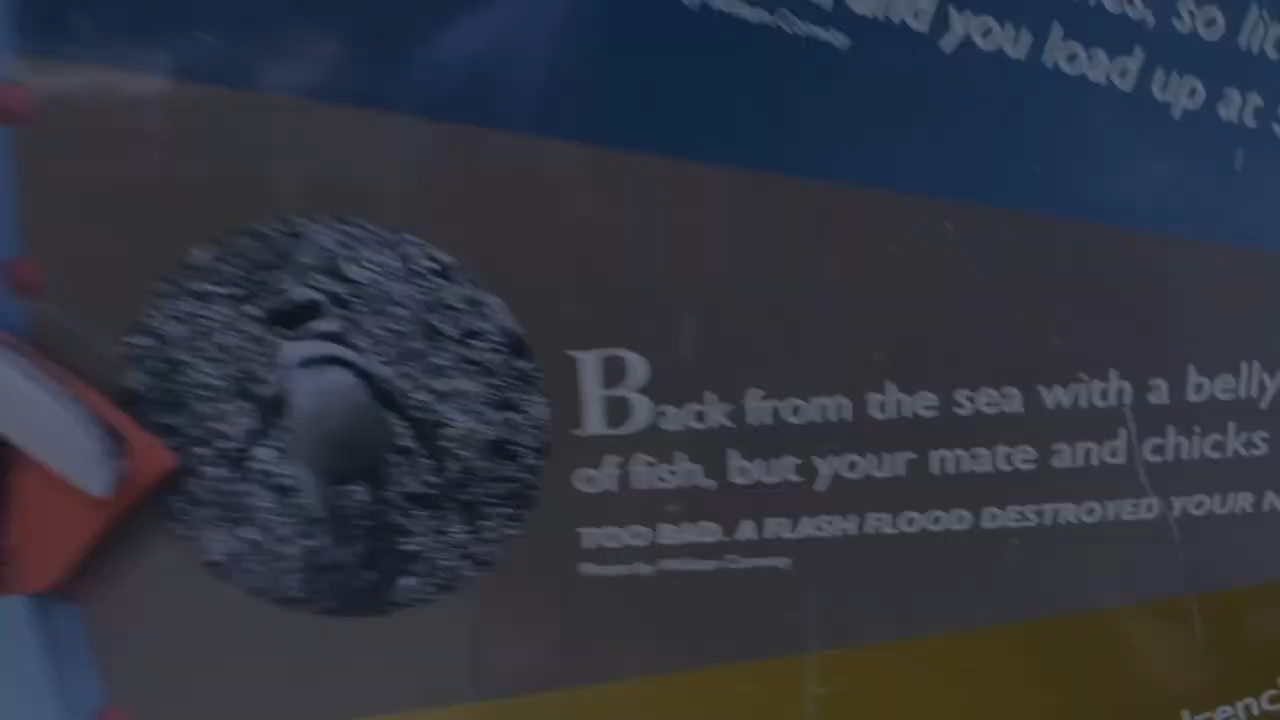 so
and you load up at
Back from the sea with a belly
of fish, but your mate and chicks
TOO BAD. A FLASH FLOOD DESTROYED YOUR